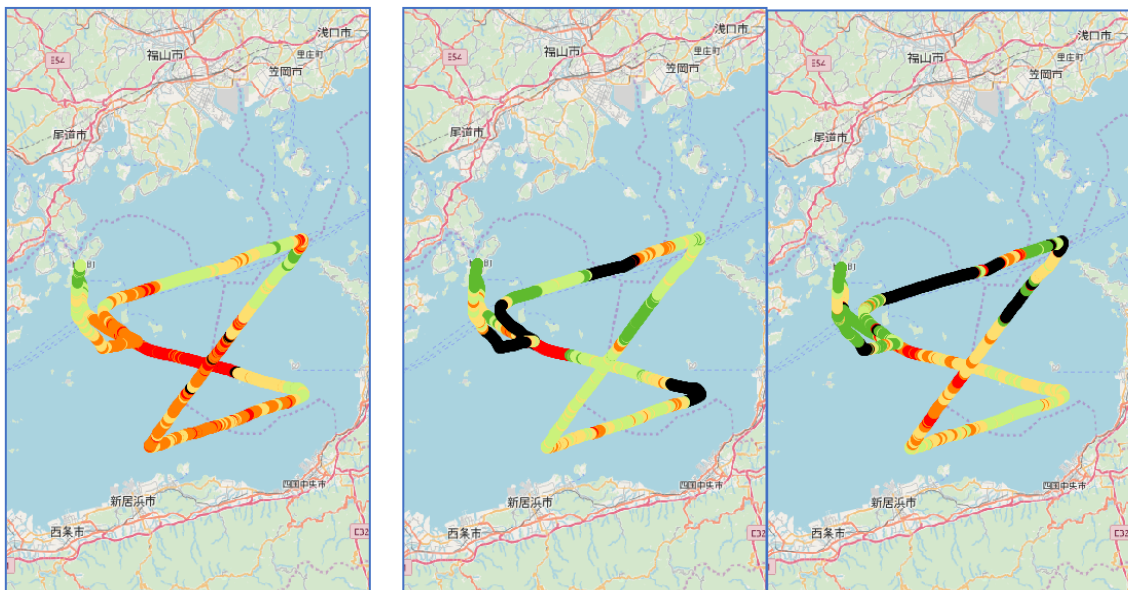 浅口市
福山市
里庄町
E54
笠岡市
尾道市
四国中央市
新居浜市
西条市
E32
浅口市
福山市
里庄町
E54
笠岡市
尾道市
四国中央市
新居浜市
西条市
浅口市
福山市
里庄町
E54
笠岡市
尾道市
四国中央市
新居浜市
西条市
E32